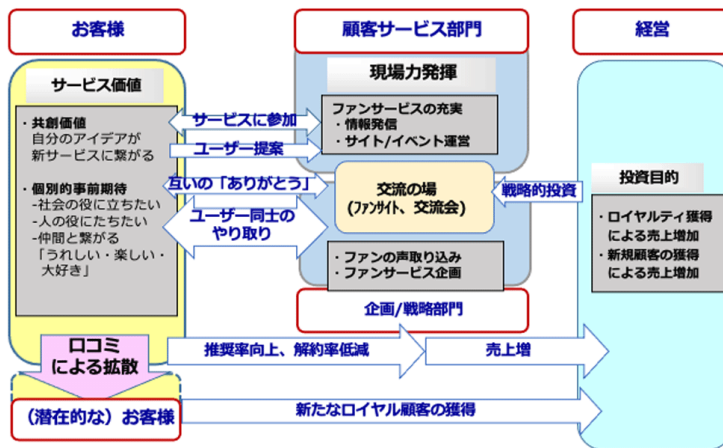 お客様
顧客サービス部門
経営
サービス価値
・共創価値
自分のアイデアが
新サービスに繋がる
・個別的事前期待
-社会の役に立ちたい
-人の役にたちたい
-仲間と繋がる
「うれしい・楽しい・
大好き」
サービスに参加
ユーザー提案
互いの「ありがとう」
ユーザー同士の
やり取り
現場力発揮
ファンサービスの充実
・情報発信
・サイト/イベント運営
交流の場
(ファンサイト、交流会)
・ファンの声取り込み
・ファンサービス企画
企画/戦略部門
戦略的投資
投資目的
・ロイヤルティ獲得
による売上増加
・新規顧客の獲得
による売上増加
口コミ
による拡散
推奨率向上、解約率低減
売上増
（潜在的な）お客様
新たなロイヤル顧客の獲得